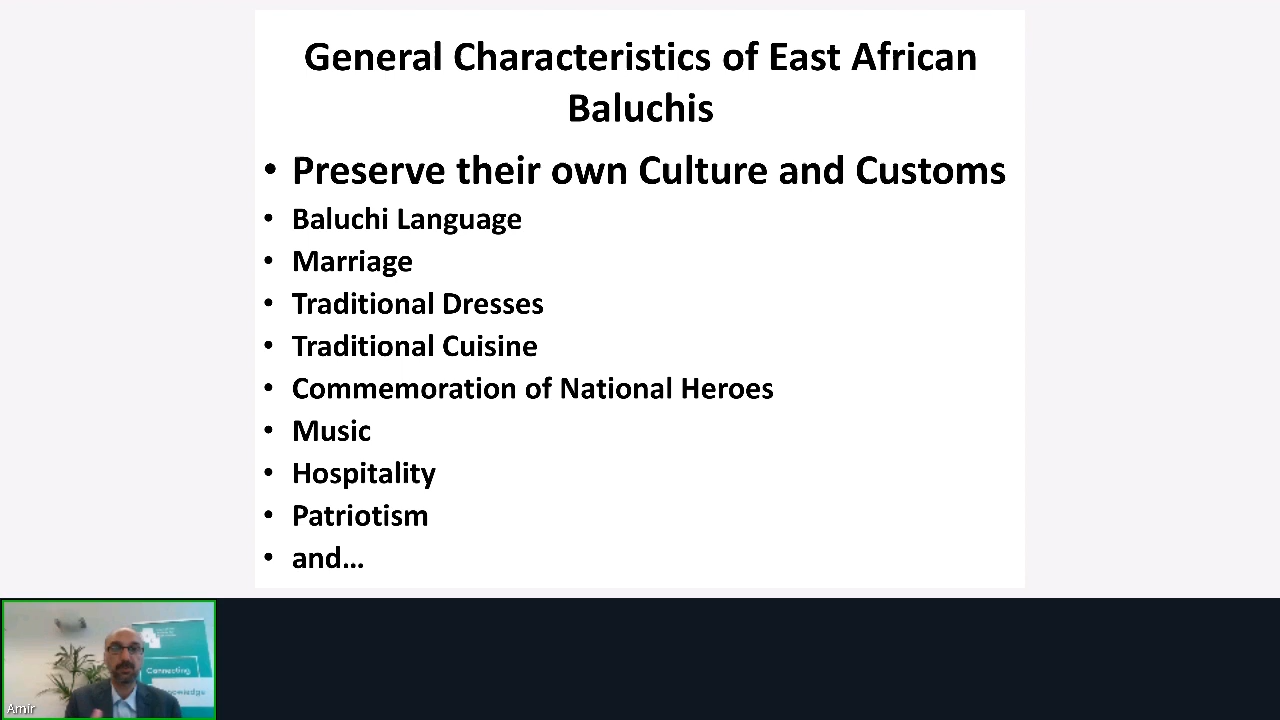 General Characteristics of East African
Baluchis
• Preserve their own Culture and Customs
• Baluchi Language
• Marriage
• Traditional Dresses
• Traditional Cuisine
• Commemoration of National Heroes
• Music
• Hospitality
• Patriotism
• and...
Connecting
Amir